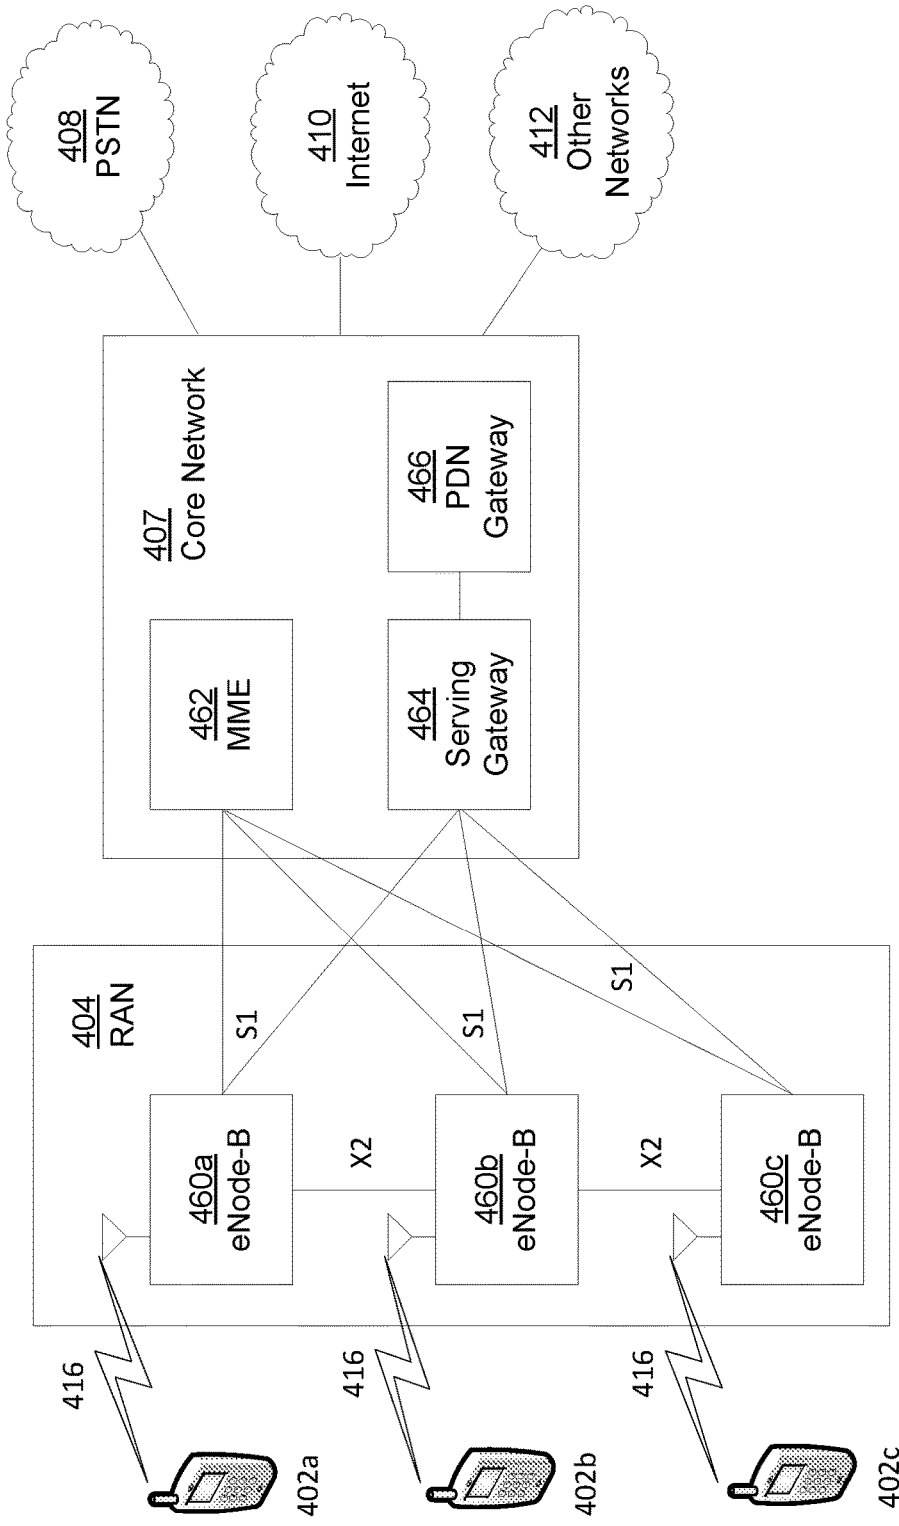 402a
416
460a
eNode-B
404
RAN
S1
X2
402b
416
460b
eNode-B
S1
X2
402c
416
460c
eNode-B
S1
407
Core Network
462
MME
464
Serving
Gateway
466
PDN
Gateway
408
PSTN
410
Internet
412
Other
Networks